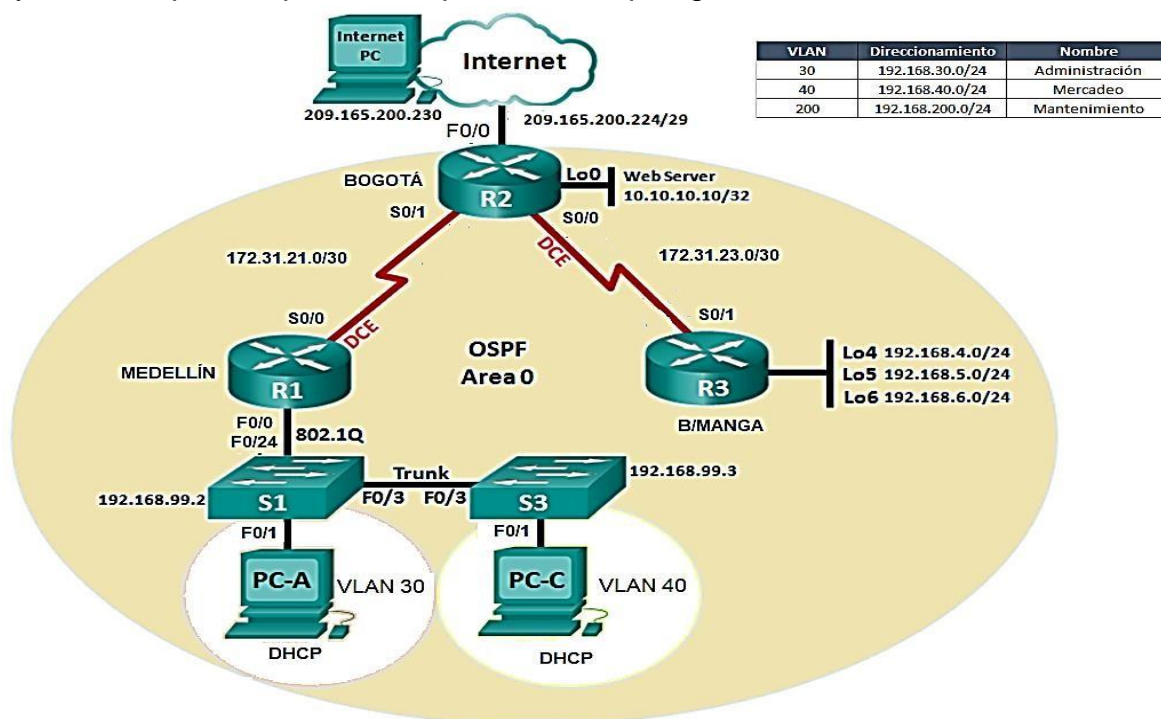 Internet
PC
Internet
209.165.200.230
F0/0
209.165.200.224/29
VLAN Direccionamiento Nombre
30 192.168.30.0/24 Administración
40 192.168.40.0/24 Mercadeo
200 192.168.200.0/24 Mantenimiento
BOGOTÁ
R2
Lo0
Web Server
10.10.10.10/32
S0/1
S0/0
172.31.21.0/30
DCE
172.31.23.0/30
S0/0
DCE
S0/1
MEDELLÍN
R1
OSPF
Area 0
R3
B/MANGA
Lo4 192.168.4.0/24
Lo5 192.168.5.0/24
Lo6 192.168.6.0/24
F0/0
F0/24
802.1Q
192.168.99.2
S1
Trunk
F0/3 F0/3
S3
192.168.99.3
F0/1
F0/1
PC-A
VLAN 30
DHCP
PC-C
VLAN 40
DHCP